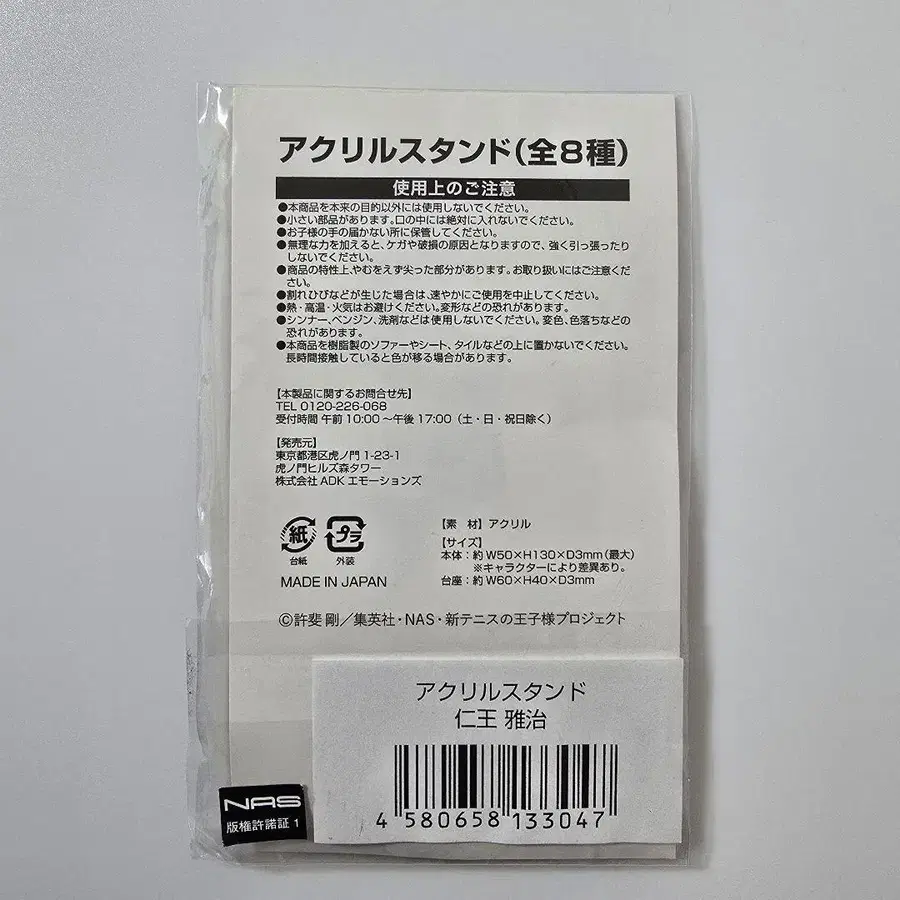 アクリルスタンド(全8種)
使用上のご注意
●本商品を本来の目的以外には使用しないでください。
●小さい部品があります。口の中には絶対に入れないでください。
●お子様の手の届かない所に保管してください。
●無理な力を加えると、ケガや破損の原因となりますので、強く引っ張ったり
しないでください。
●商品の特性上、やむをえず尖った部分があります。お取り扱いにはご注意くだ
さい。
●割れひびなどが生じた場合は、速やかにご使用を中止してください。
●熱・高温・火気はお避けください。変形などの恐れがあります。
●シンナー、ベンジン、洗剤などは使用しないでください。変色、色落ちなどの
恐れがあります。
●本商品を樹脂製のソファーやシート、タイルなどの上に置かないでください。
長時間接触していると色が移る場合があります。
【本製品に関するお問合せ先】
TEL 0120-226-068
受付時間 午前10:00~午後17:00(土・日・祝日除く)
【発売元】
東京都港区虎ノ門1-23-1
虎ノ門ヒルズ森タワー
株式会社ADKエモーションズ
紙
台紙
プラ
外装
MADE IN JAPAN
【素 材】アクリル
【サイズ】
本体:約W50×H130×D3mm(最大)
※キャラクターにより差異あり。
台座:約W60×H40×D3mm
©許斐 剛/集英社・NAS・新テニスの王子様プロジェクト
アクリルスタンド
仁王 雅治
4 580658 133047
NAS
版権許諾証 1